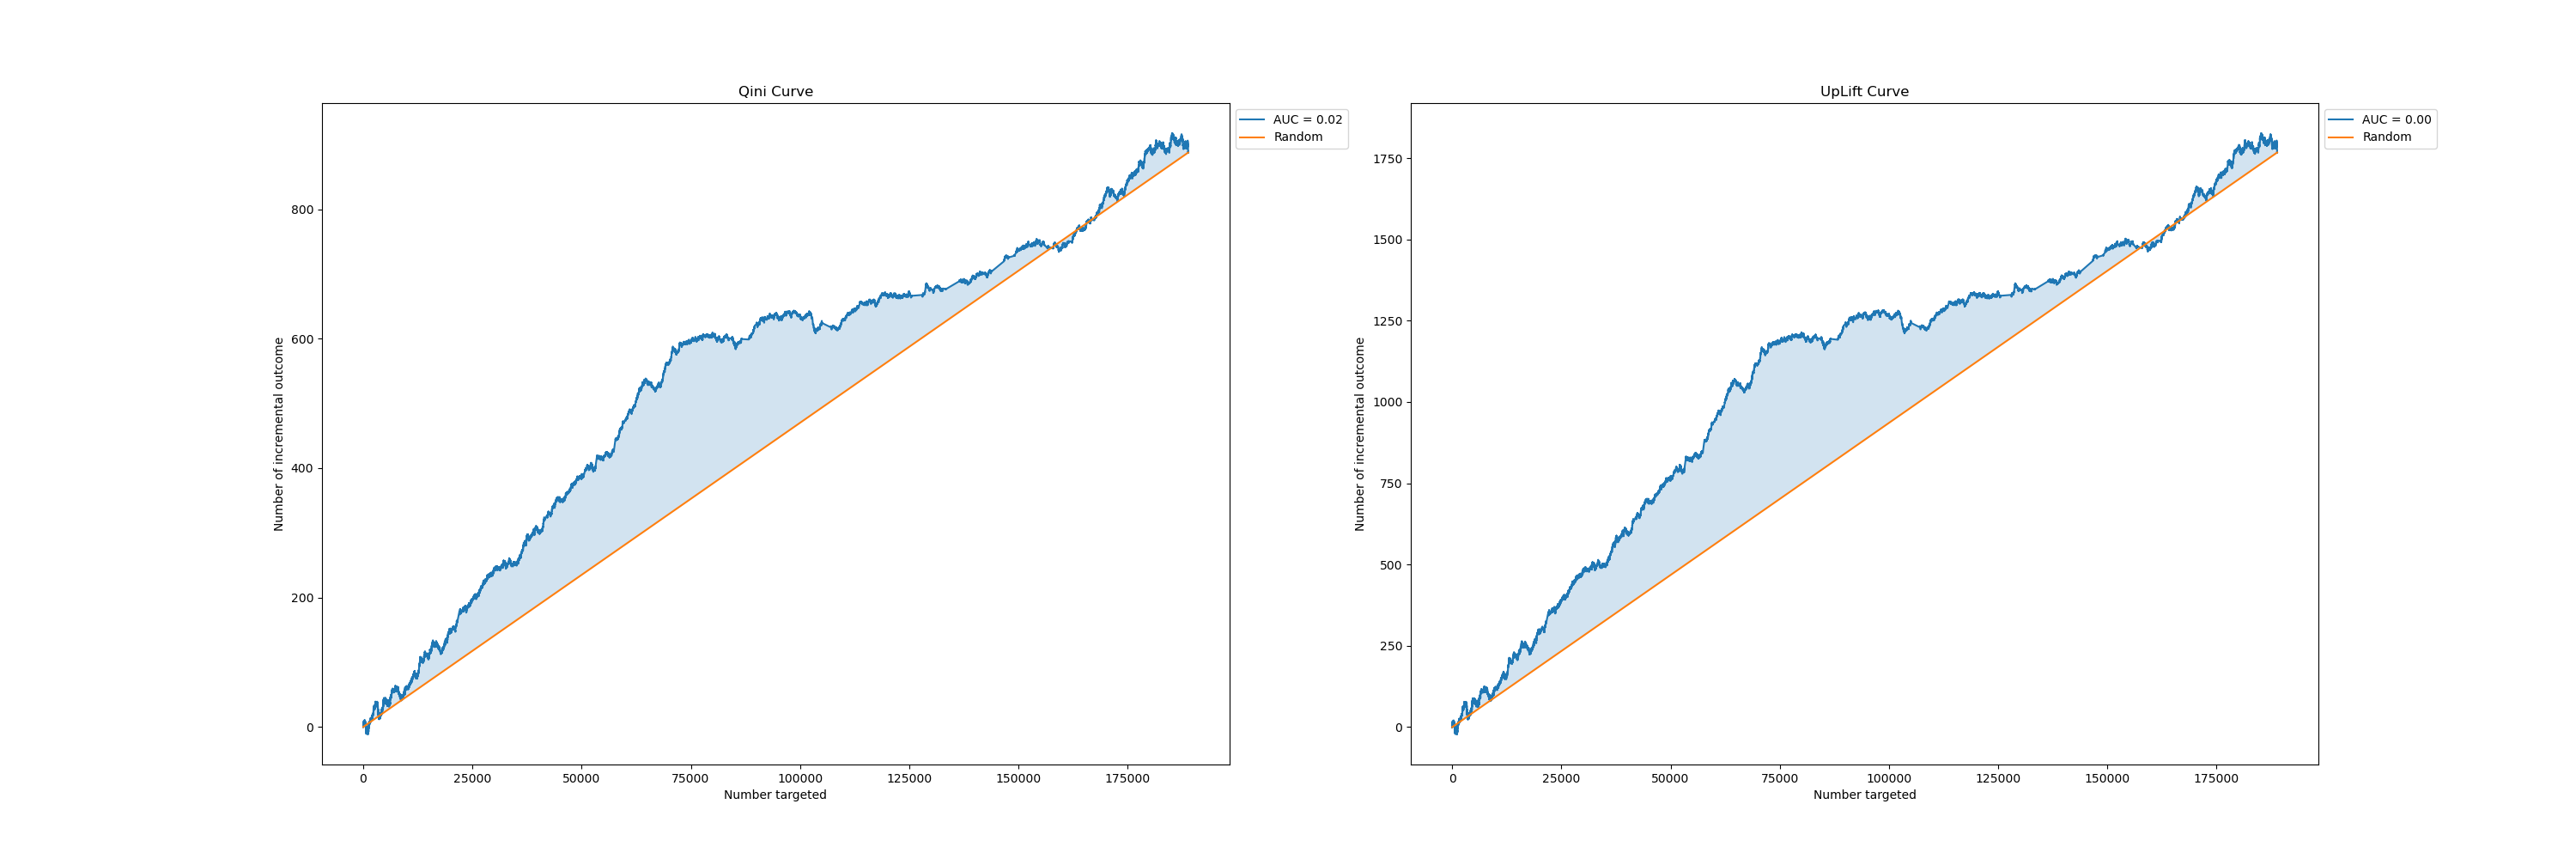 Qini Curve
AUC = 0.02
Random
800
600
400
200
0
Number of incremental outcome
0 25000 50000 75000 100000 125000 150000 175000
Number targeted
UpLift Curve
AUC = 0.00
Random
1750
1500
1250
1000
750
500
250
0
Number of incremental outcome
0 25000 50000 75000 100000 125000 150000 175000
Number targeted